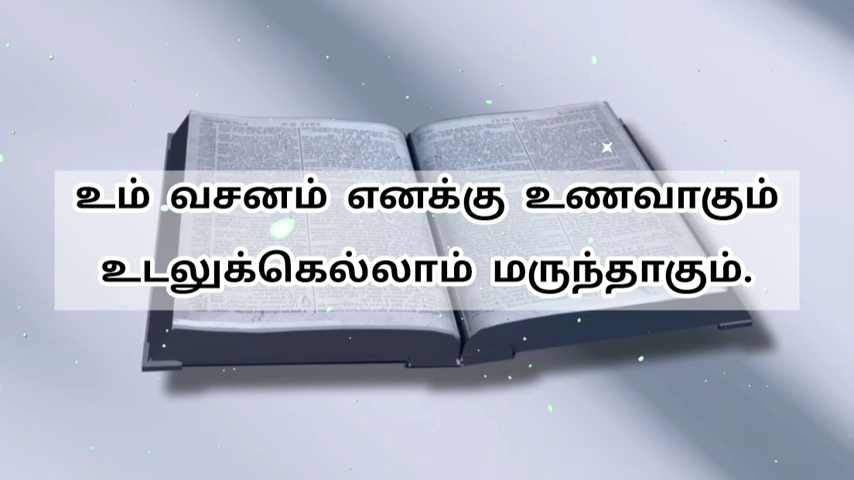 உம் வசனம் எனக்கு உணவாகும்
உடலுக்கெல்லாம் மருந்தாகும்.